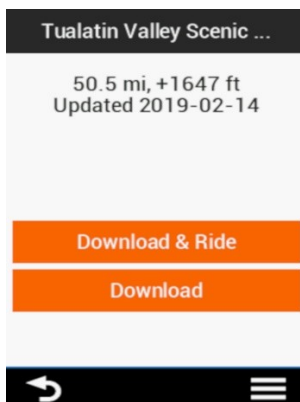 Tualatin Valley Scenic ...
50.5 mi, +1647 ft
Updated 2019-02-14
Download & Ride
Download